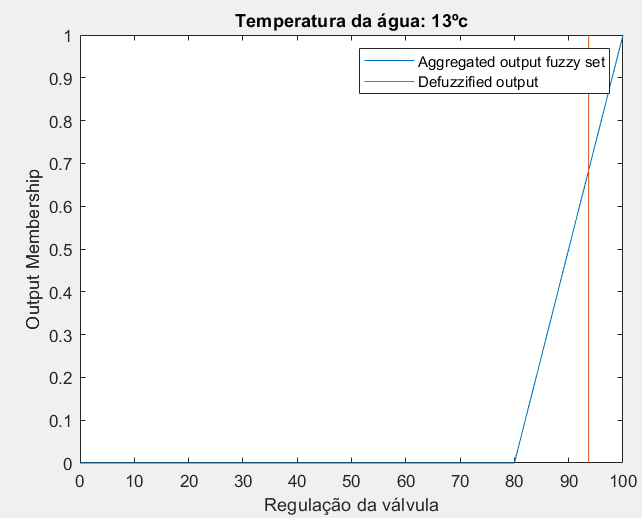 Temperatura da água: 13ºc
Aggregated output fuzzy set
Defuzzified output
Output Membership
1
0.9
0.8
0.7
0.6
0.5
0.4
0.3
0.2
0.1
0
0 10 20 30 40 50 60 70 80 90 100
Regulação da válvula